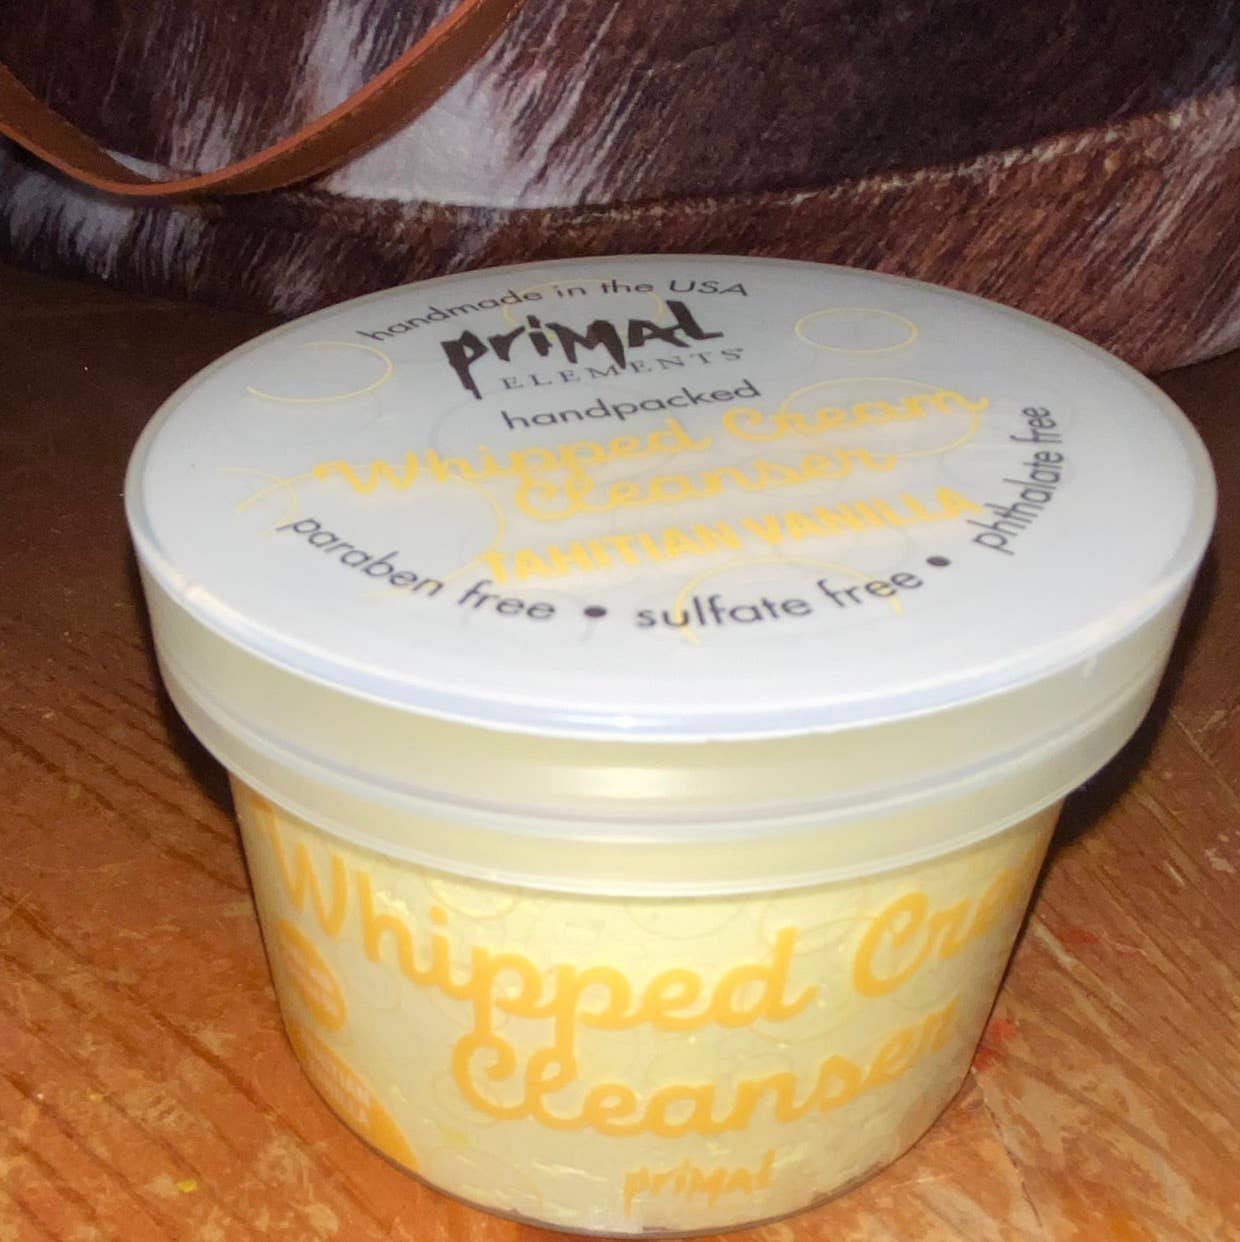 handmade in the USA
primal
ELEMENTS
handpacked
Whipped Cream
Cleanser
TAHITIAN VANILLA
paraben free • sulfate free • phthalate free
Whipped
Cleanser
primal